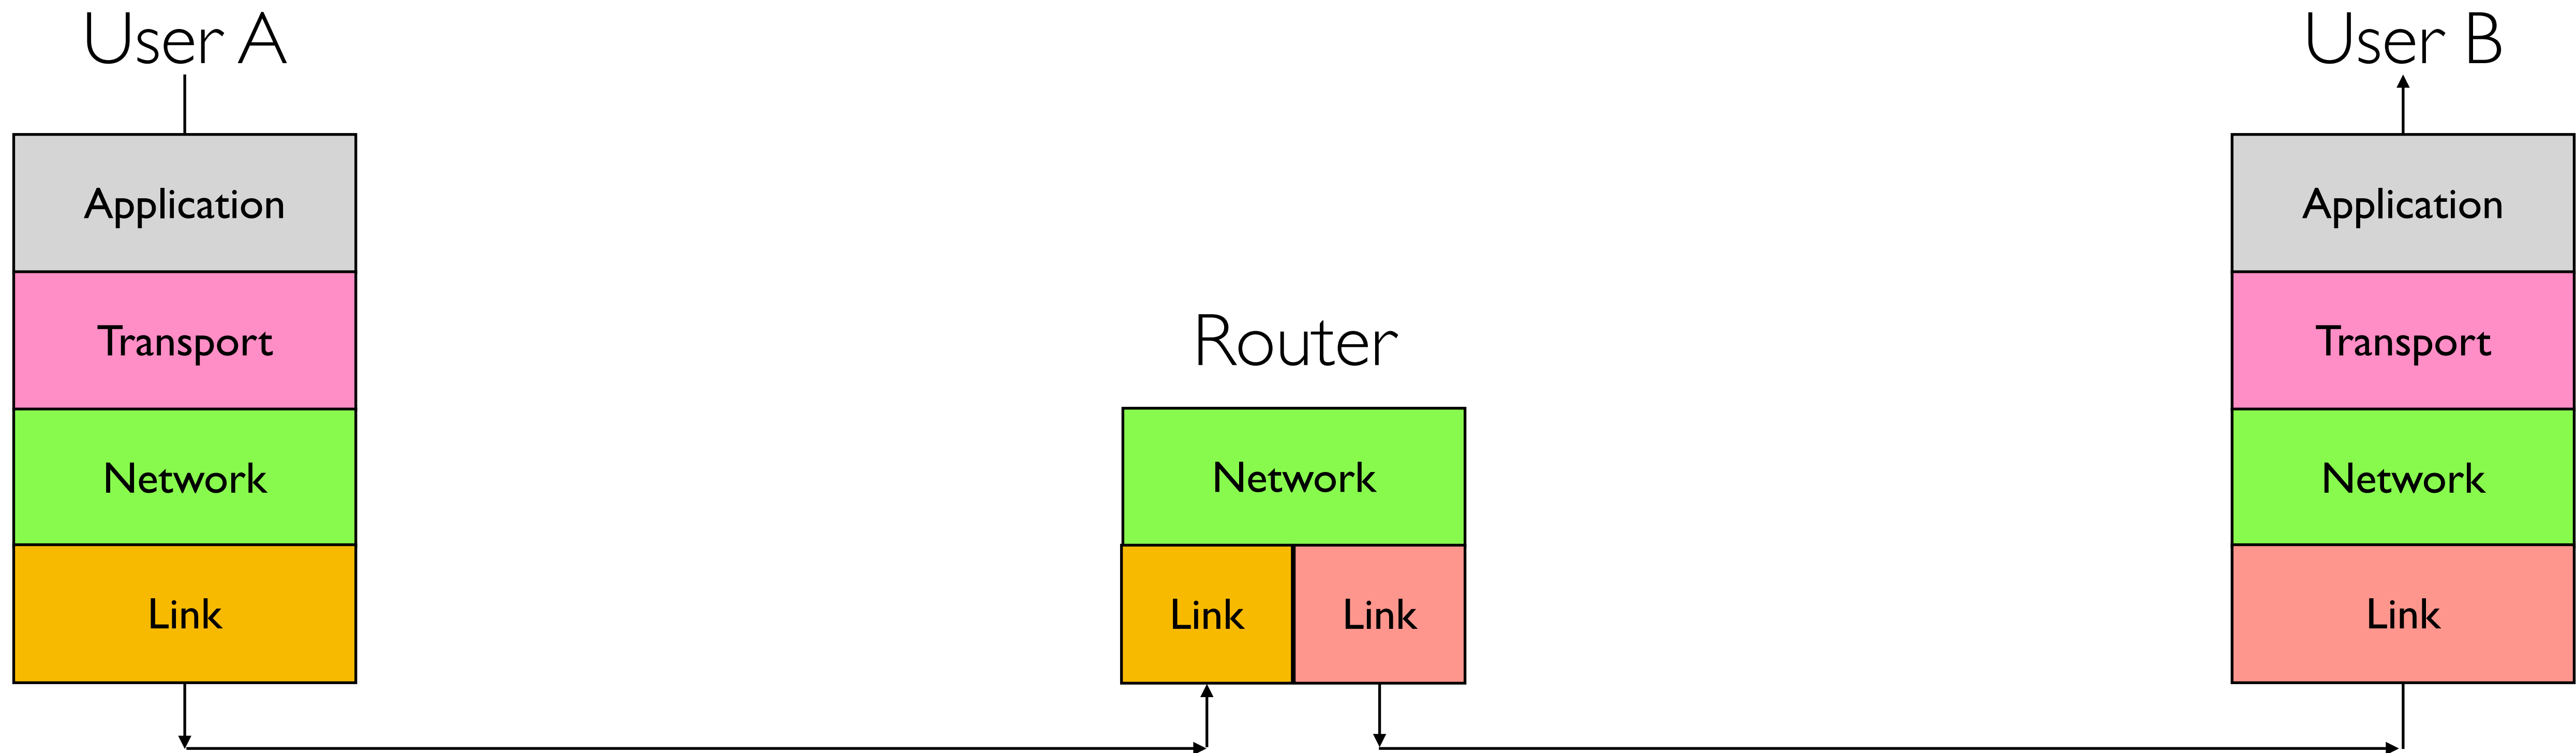 User A
Application
Transport
Network
Link
Router
Network
Link
Link
User B
Application
Transport
Network
Link